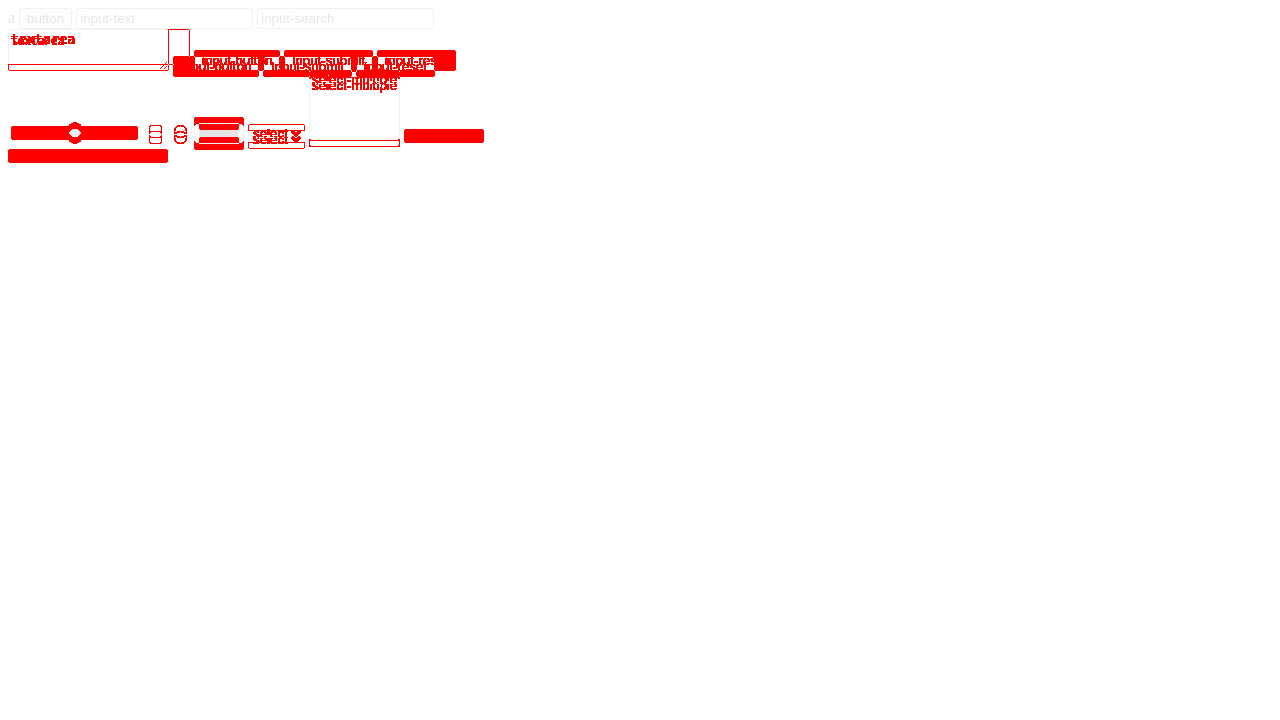 a button input-text input-search
textarea
input-button input-submit input-res
input-button input-submit input-reset
select-multiple
select-multiple
select
select